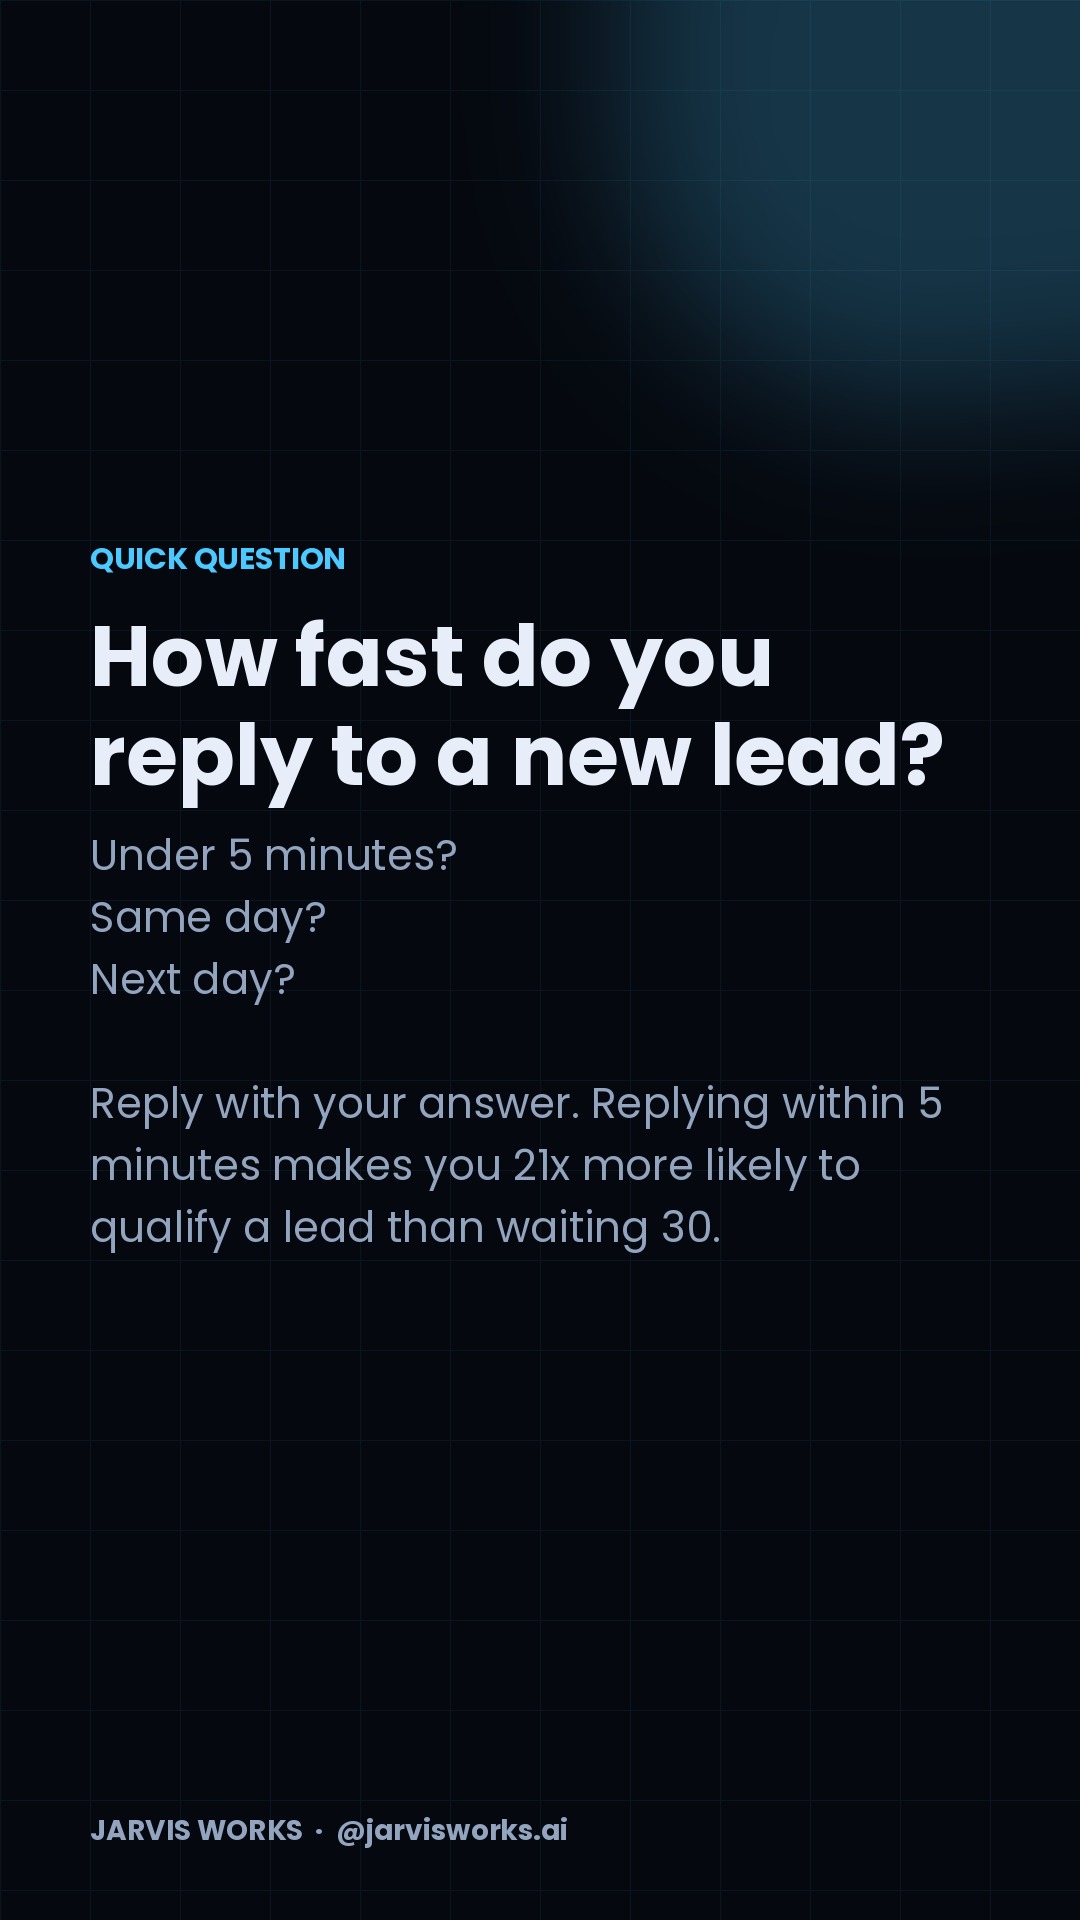 QUICK QUESTION
How fast do you
reply to a new lead?
Under 5 minutes?
Same day?
Next day?
Reply with your answer. Replying within 5
minutes makes you 21x more likely to
qualify a lead than waiting 30.
JARVIS WORKS · @jarvisworks.ai